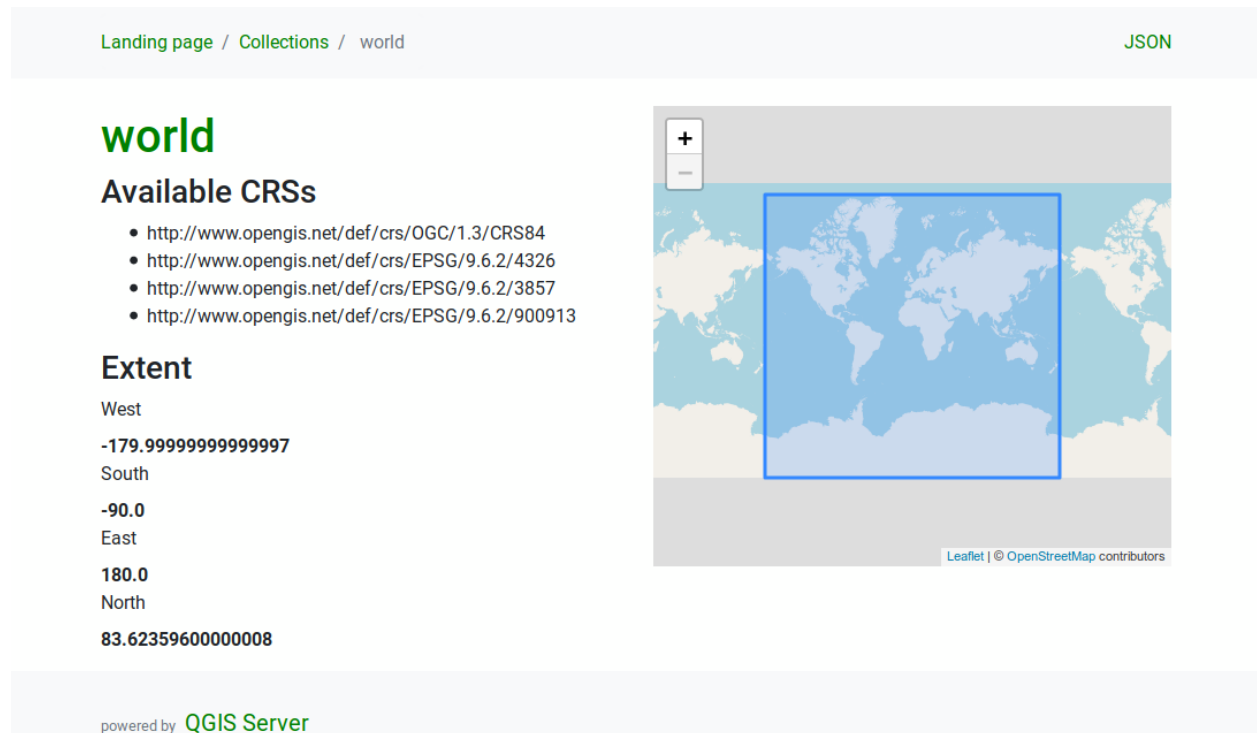 Landing page / Collections / world
JSON
world
Available CRSs
http://www.opengis.net/def/crs/OGC/1.3/CRS84
http://www.opengis.net/def/crs/EPSG/9.6.2/4326
http://www.opengis.net/def/crs/EPSG/9.6.2/3857
http://www.opengis.net/def/crs/EPSG/9.6.2/900913
Extent
West
-179.99999999999997
South
-90.0
East
180.0
North
83.62359600000008
+
−
Leaflet | © OpenStreetMap contributors
powered by QGIS Server